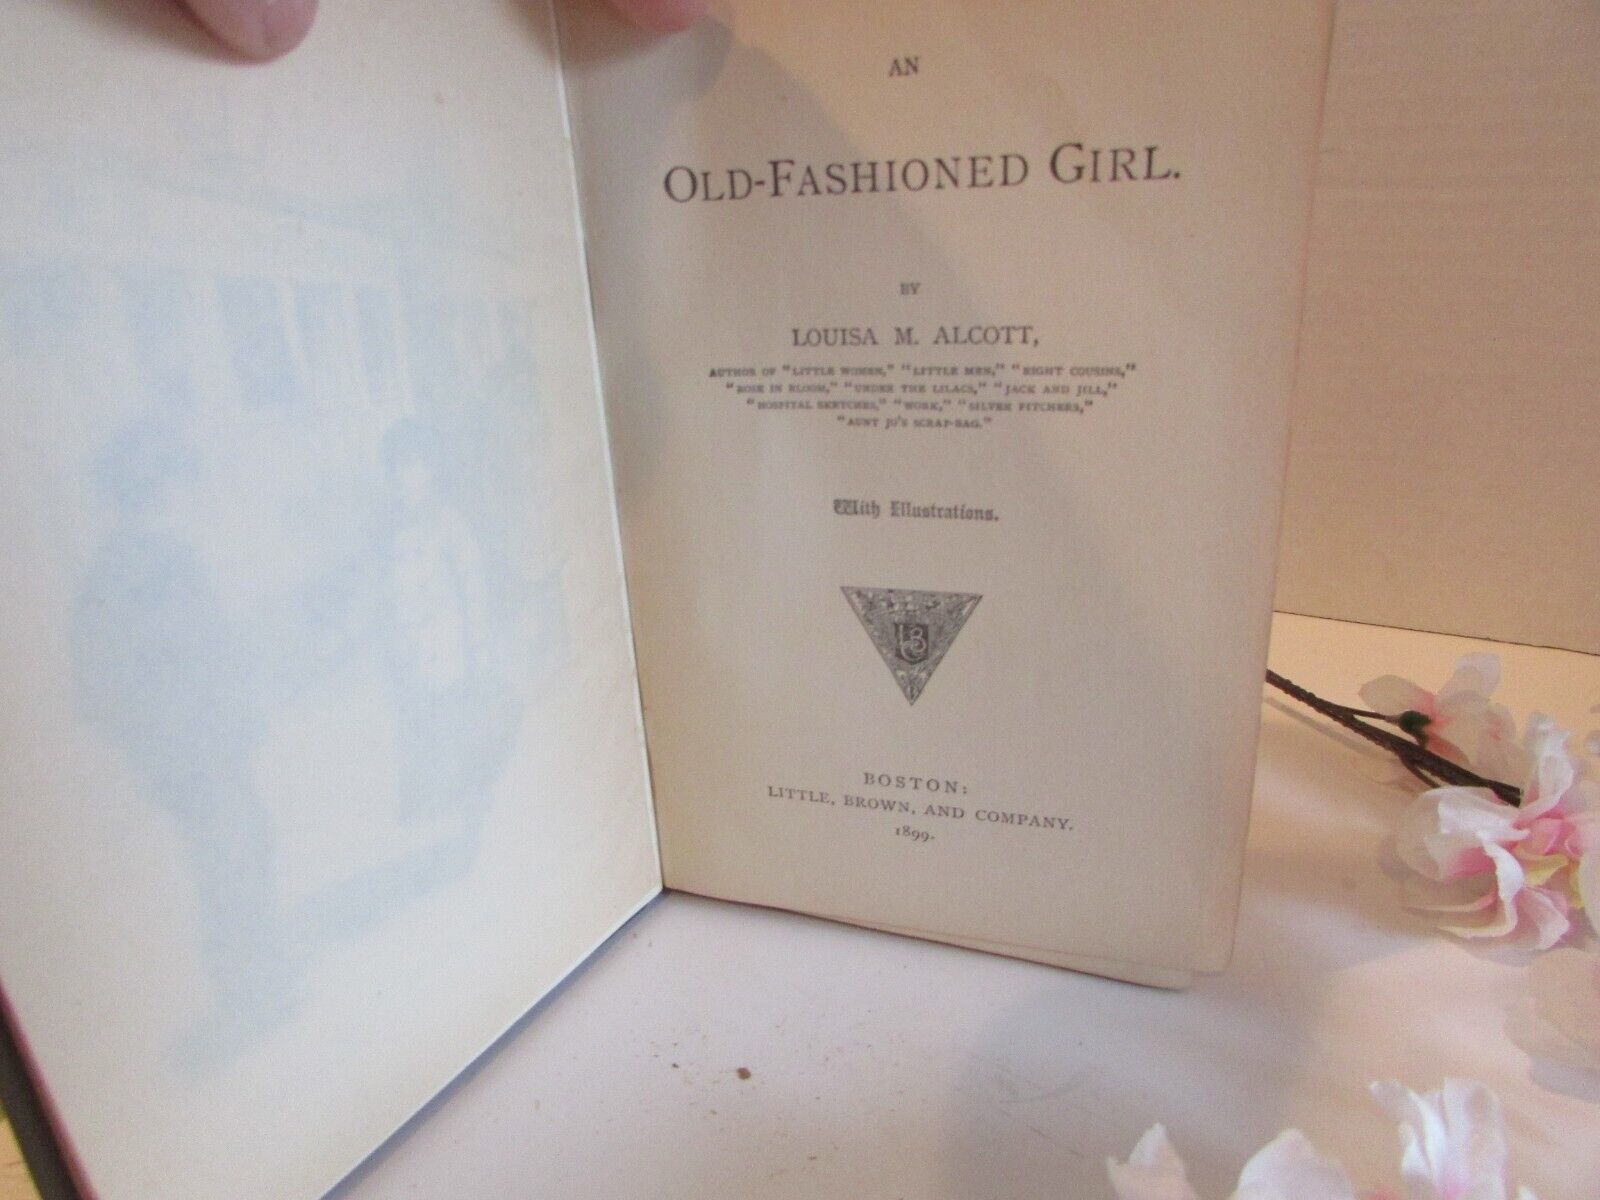 AN
OLD-FASHIONED GIRL.
BY
LOUISA M. ALCOTT,
AUTHOR OF "LITTLE WOMEN," "LITTLE MEN," "EIGHT COUSINS,"
"ROSE IN BLOOM," "UNDER THE LILACS," "JACK AND JILL,"
"HOSPITAL SKETCHES," "WORK," "SILVER PITCHERS,"
"AUNT JO'S SCRAP-BAG."
With Illustrations.
BOSTON:
LITTLE, BROWN, AND COMPANY.
1899.